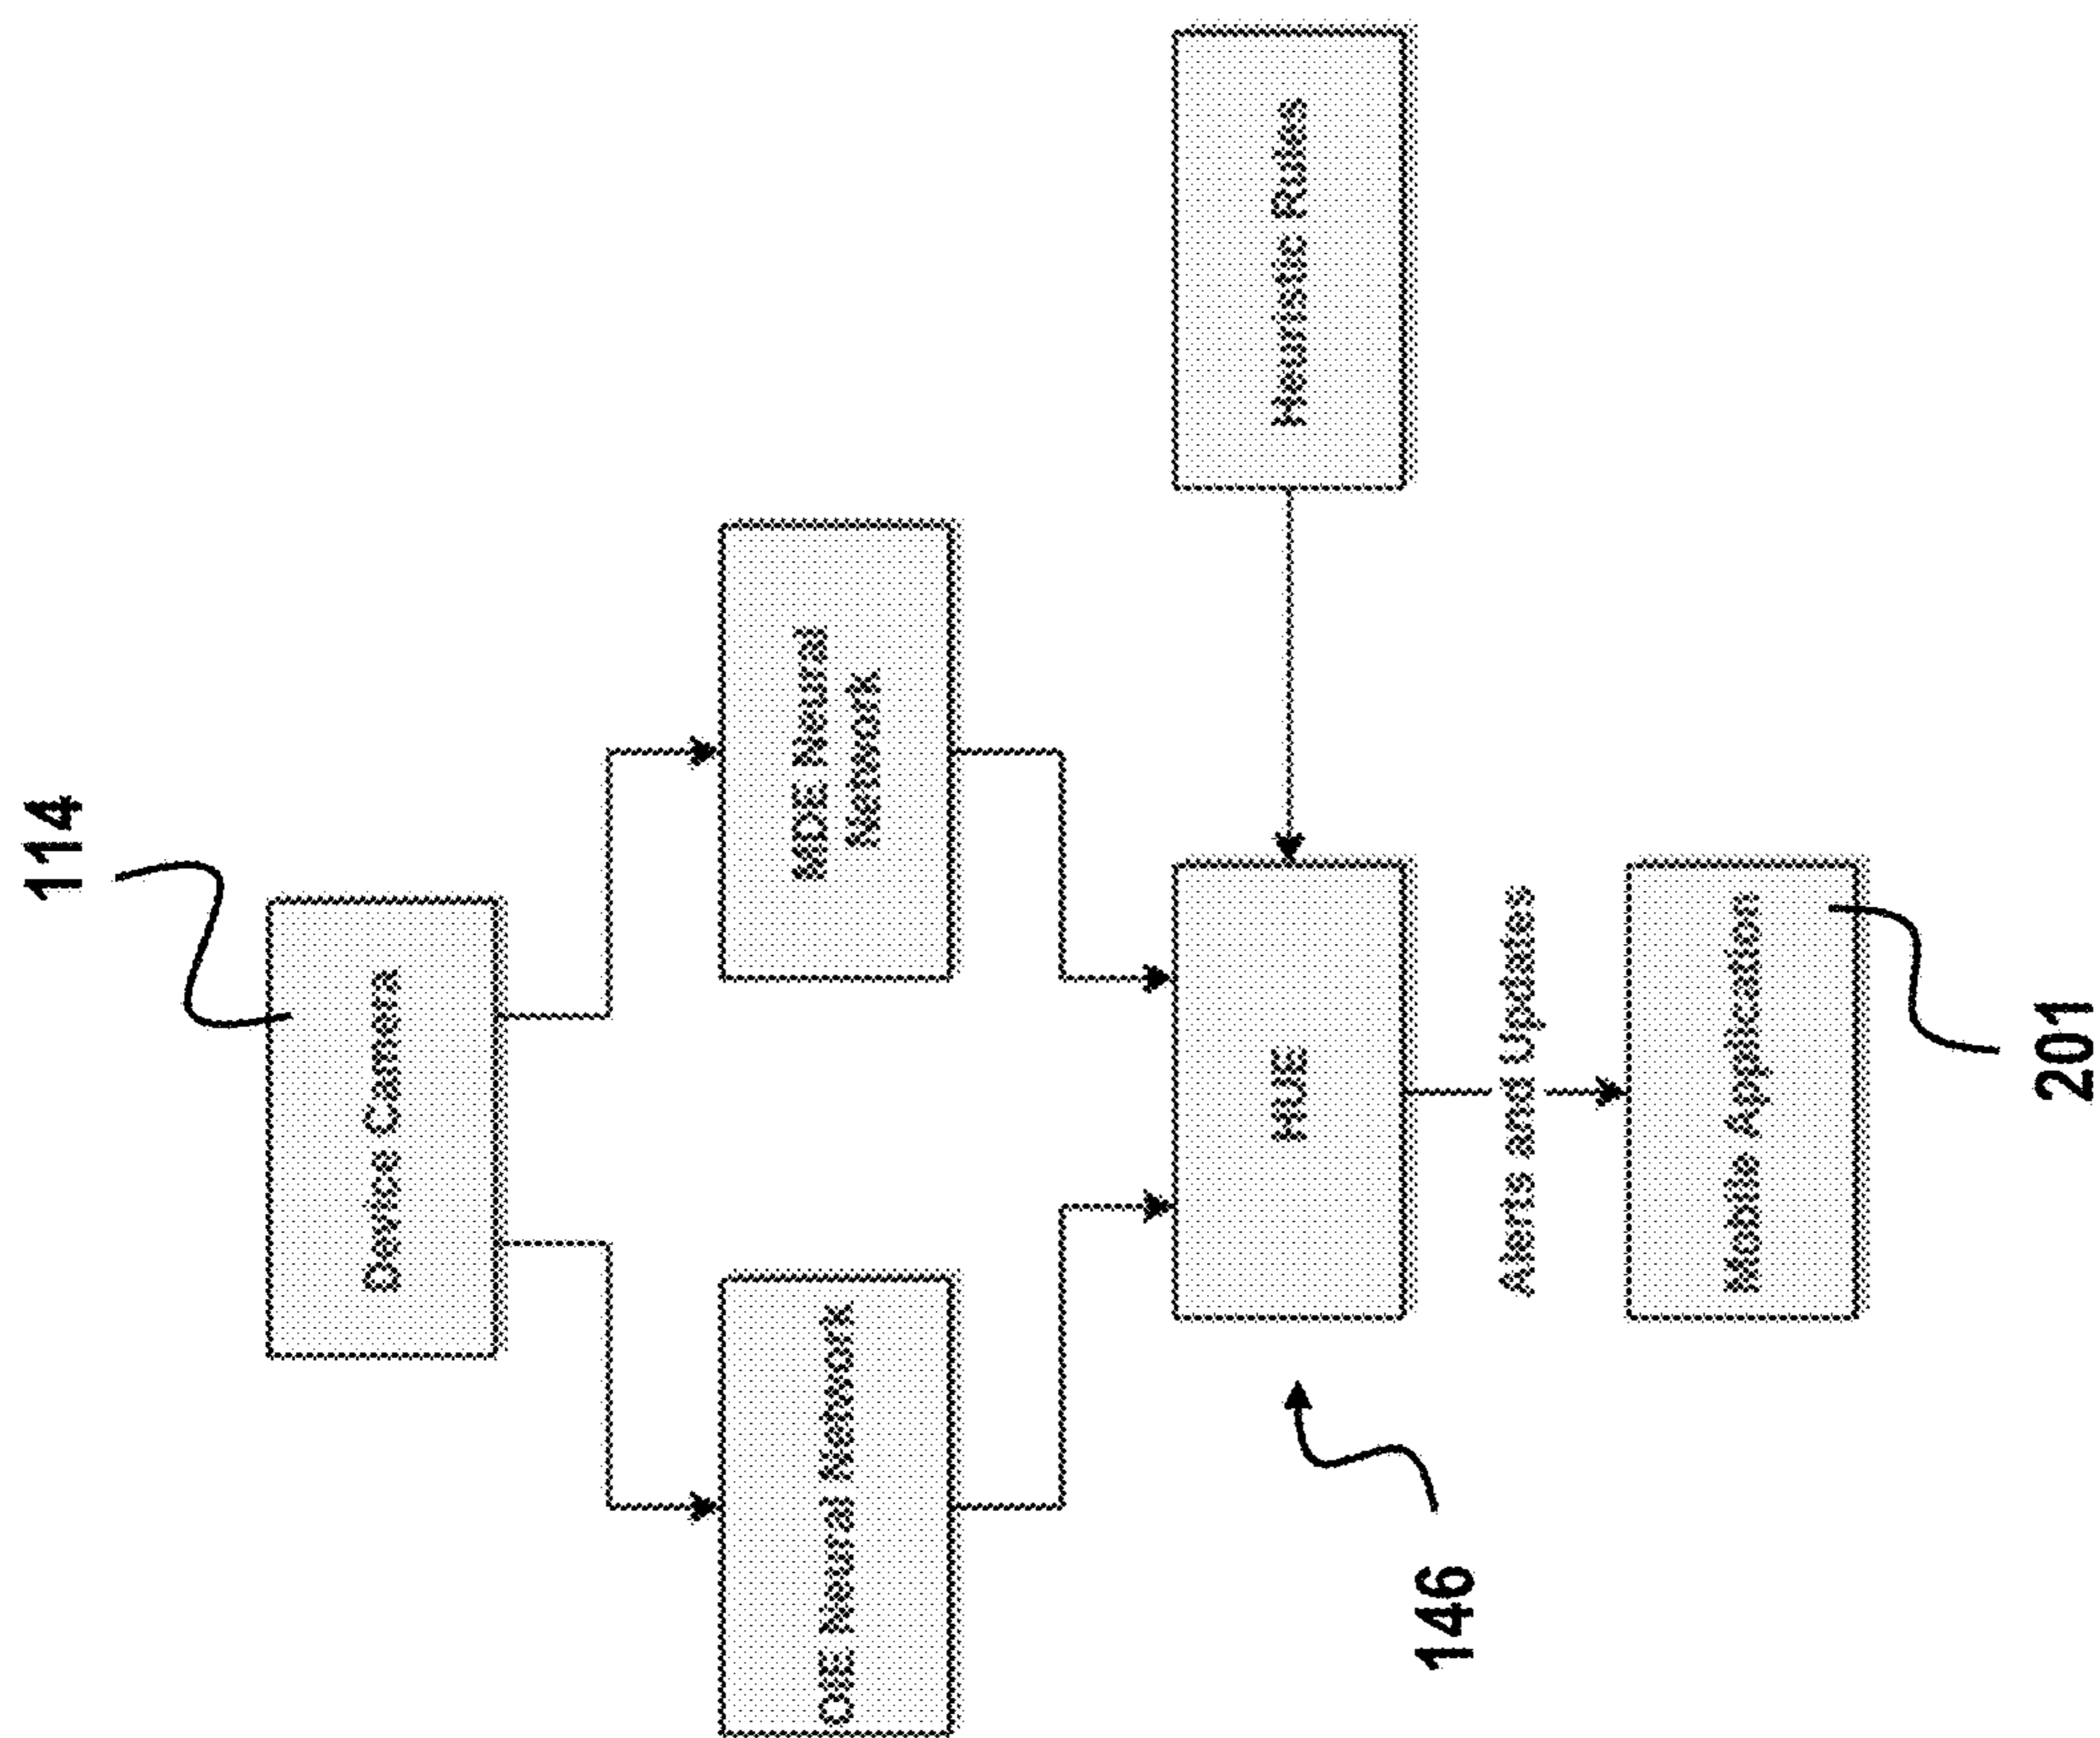 114
Device Camera
OIE Neural Network
MDE Neural
Network
HUE
Heuristic Rules
146
Alerts and Updates
Mobile Application
201